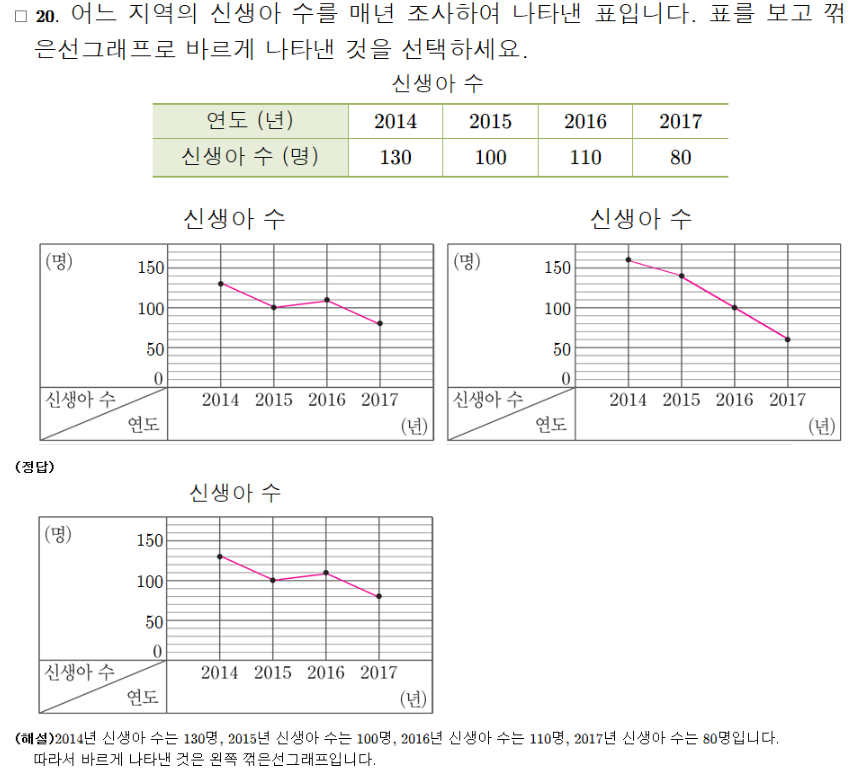 □ 20. 어느 지역의 신생아 수를 매년 조사하여 나타낸 표입니다. 표를 보고 꺾
은선그래프로 바르게 나타낸 것을 선택하세요.
신생아 수
연도 (년) 2014 2015 2016 2017
신생아 수 (명) 130 100 110 80
신생아 수
(명)
150
100
50
0
신생아 수
연도
2014 2015 2016 2017
(년)
신생아 수
(명)
150
100
50
0
신생아 수
연도
2014 2015 2016 2017
(년)
(정답)
신생아 수
(명)
150
100
50
0
신생아 수
연도
2014 2015 2016 2017
(년)
(해설)2014년 신생아 수는 130명, 2015년 신생아 수는 100명, 2016년 신생아 수는 110명, 2017년 신생아 수는 80명입니다.
따라서 바르게 나타낸 것은 왼쪽 꺾은선그래프입니다.